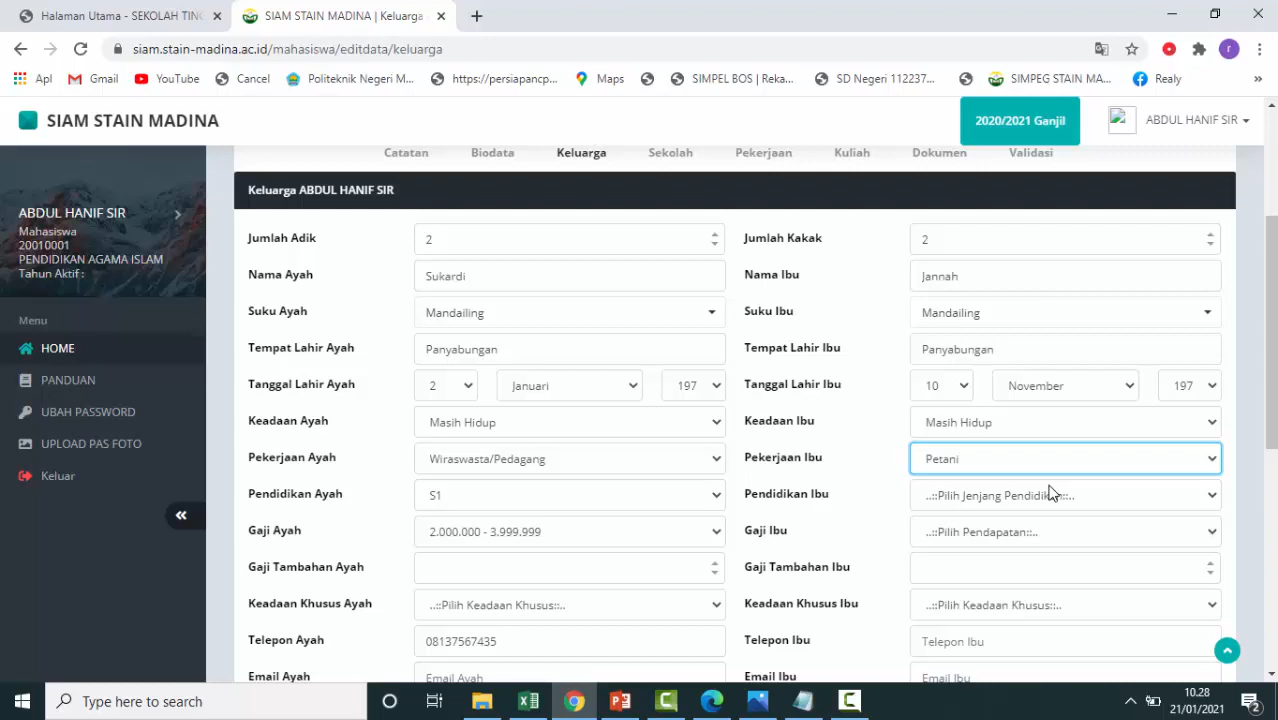 Halaman Utama - SEKOLAH TING
SIAM STAIN MADINA | Keluarga
siam.stain-madina.ac.id/mahasiswa/editdata/keluarga
Apl Gmail YouTube Cancel Politeknik Negeri M... https://persiapancp... Maps SIMPEL BOS | Reka... SD Negeri 112237... SIMPEG STAIN MA... Realy »
SIAM STAIN MADINA 2020/2021 Ganjil ABDUL HANIF SIR
Catatan Biodata Keluarga Sekolah Pekerjaan Kuliah Dokumen Validasi
Keluarga ABDUL HANIF SIR
ABDUL HANIF SIR
Mahasiswa
20010001
PENDIDIKAN AGAMA ISLAM
Tahun Aktif :
Menu
HOME
PANDUAN
UBAH PASSWORD
UPLOAD PAS FOTO
Keluar
Jumlah Adik 2 Jumlah Kakak 2
Nama Ayah Sukardi Nama Ibu Jannah
Suku Ayah Mandailing Suku Ibu Mandailing
Tempat Lahir Ayah Panyabungan Tempat Lahir Ibu Panyabungan
Tanggal Lahir Ayah 2 Januari 197 Tanggal Lahir Ibu 10 November 197
Keadaan Ayah Masih Hidup Keadaan Ibu Masih Hidup
Pekerjaan Ayah Wiraswasta/Pedagang Pekerjaan Ibu Petani
Pendidikan Ayah S1 Pendidikan Ibu ..::Pilih Jenjang Pendidikan::..
Gaji Ayah 2.000.000 - 3.999.999 Gaji Ibu ..::Pilih Pendapatan::..
Gaji Tambahan Ayah Gaji Tambahan Ibu
Keadaan Khusus Ayah ..::Pilih Keadaan Khusus::.. Keadaan Khusus Ibu ..::Pilih Keadaan Khusus::..
Telepon Ayah 08137567435 Telepon Ibu Telepon Ibu
Email Ayah Email Ayah Email Ibu Email Ibu
Type here to search
10.28
21/01/2021
2